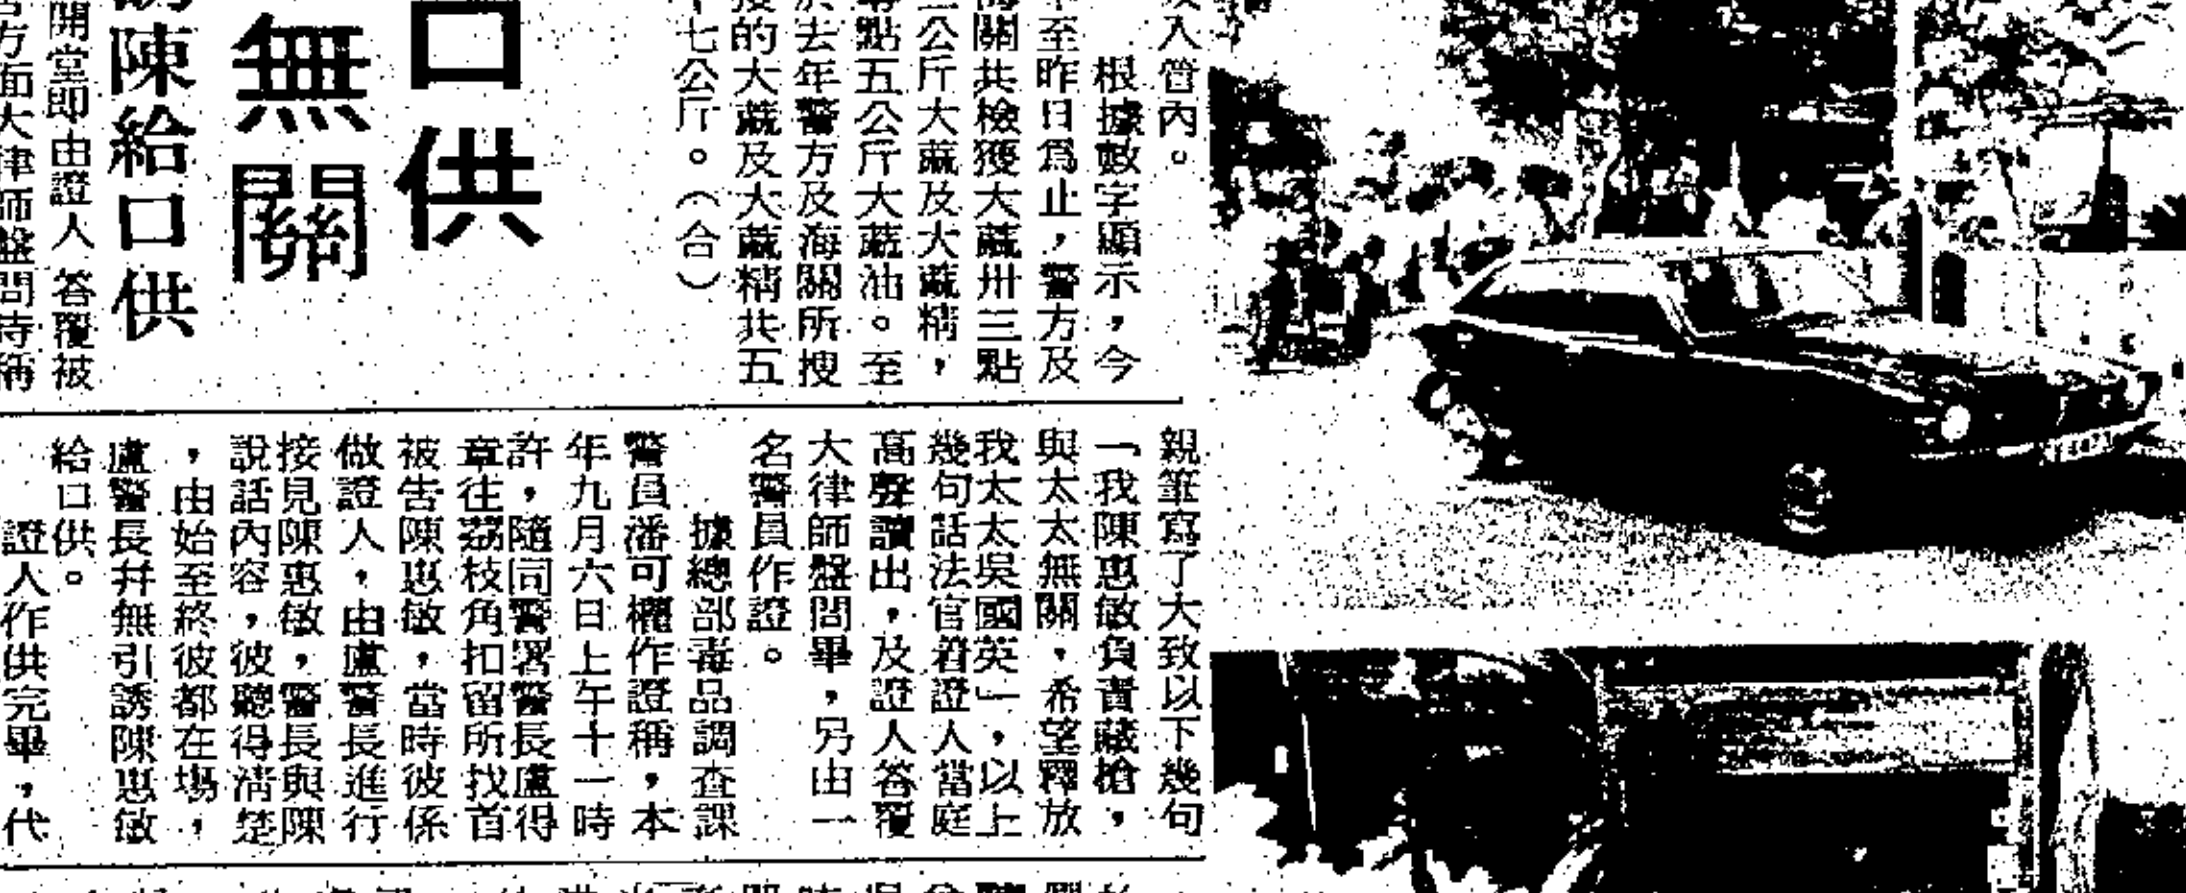 入管內。
根據數字顯示，今
至昨日爲止，警方及
海關共檢獲大蔴卅三點
公斤大蔴及大蔴精，
點五公斤大蔴油。至
於去年警方及海關所搜
獲的大蔴及大蔴精共五
十七公斤。（合）
口供
無關
陳給口供
開堂即由證人答覆被
告方面大律師盤問時稱
親筆寫了大致以下幾句
「我陳惠敏負責藏槍，
與太太無關，希望釋放
我太太吳國英」，以上
幾句話法官着證人當庭
高聲讀出，及證人答覆
大律師盤問畢，另由一
名警員作證。
據總部毒品調查課
警員潘可權作證稱，本
年九月六日上午十一時
許，隨同警署警長盧得
章往荔枝角扣留所找首
被告陳惠敏，當時彼係
做證人，由盧警長進行
接見陳惠敏，警長與陳
說話內容，彼聽得清楚
，由始至終彼都在場，
盧警長幷無引誘陳惠敏
給口供。
證人作供完畢，代